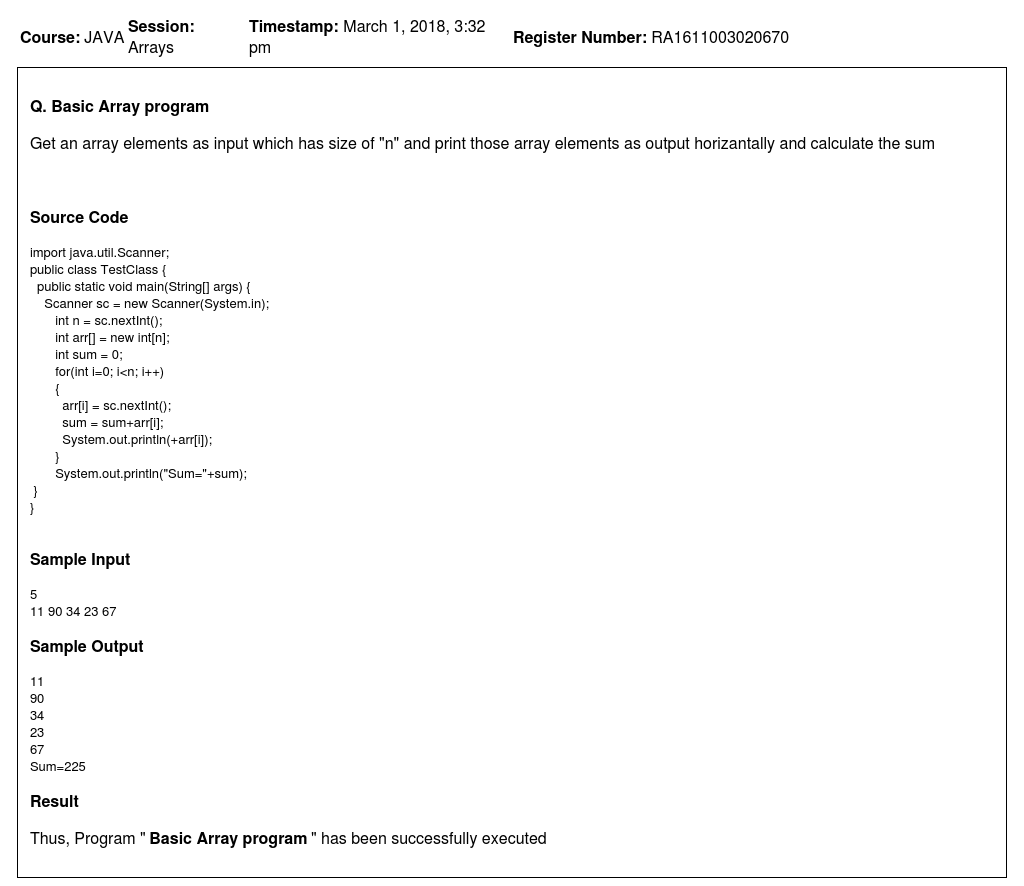 Course: JAVA Session: Arrays Timestamp: March 1, 2018, 3:32 pm Register Number: RA1611003020670
Q. Basic Array program
Get an array elements as input which has size of "n" and print those array elements as output horizantally and calculate the sum
Source Code
import java.util.Scanner;
public class TestClass {
public static void main(String[] args) {
Scanner sc = new Scanner(System.in);
int n = sc.nextInt();
int arr[] = new int[n];
int sum = 0;
for(int i=0; i<n; i++)
{
arr[i] = sc.nextInt();
sum = sum+arr[i];
System.out.println(+arr[i]);
}
System.out.println("Sum="+sum);
}
}
Sample Input
5
11 90 34 23 67
Sample Output
11
90
34
23
67
Sum=225
Result
Thus, Program " Basic Array program " has been successfully executed